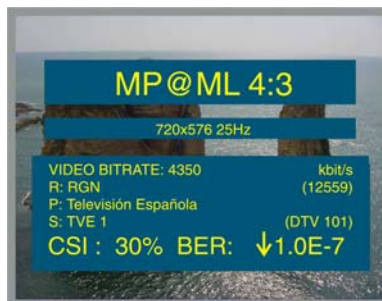 MP@ML 4:3
720x576 25Hz
VIDEO BITRATE: 4350 kbit/s
R: RGN (12559)
P: Televisión Española
S: TVE 1 (DTV 101)
CSI : 30% BER: ↓1.0E-7